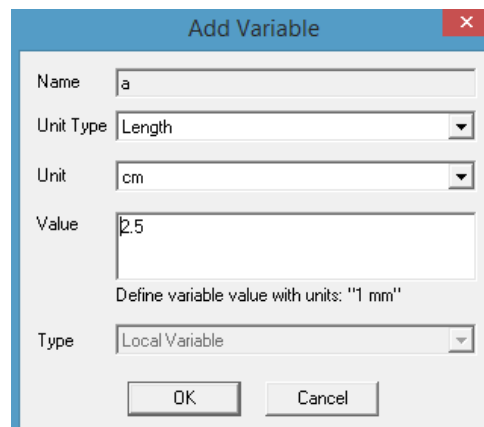 Add Variable
Name a
Unit Type Length
Unit cm
Value 2.5
Define variable value with units: "1 mm"
Type Local Variable
OK Cancel